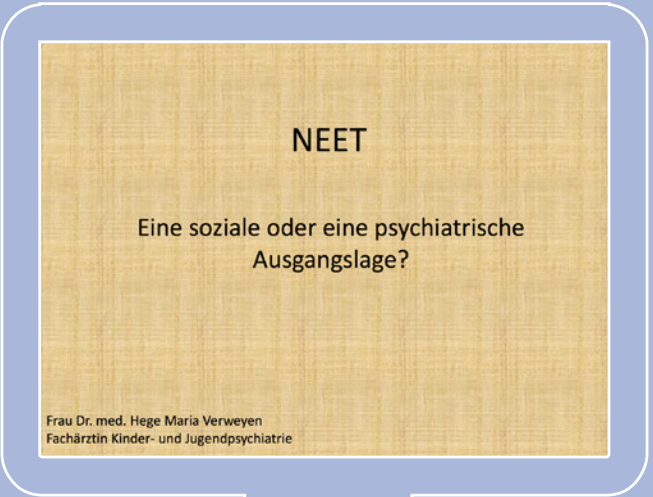 NEET
Eine soziale oder eine psychiatrische
Ausgangslage?
Frau Dr. med. Hege Maria Verweyen
Fachärztin Kinder- und Jugendpsychiatrie